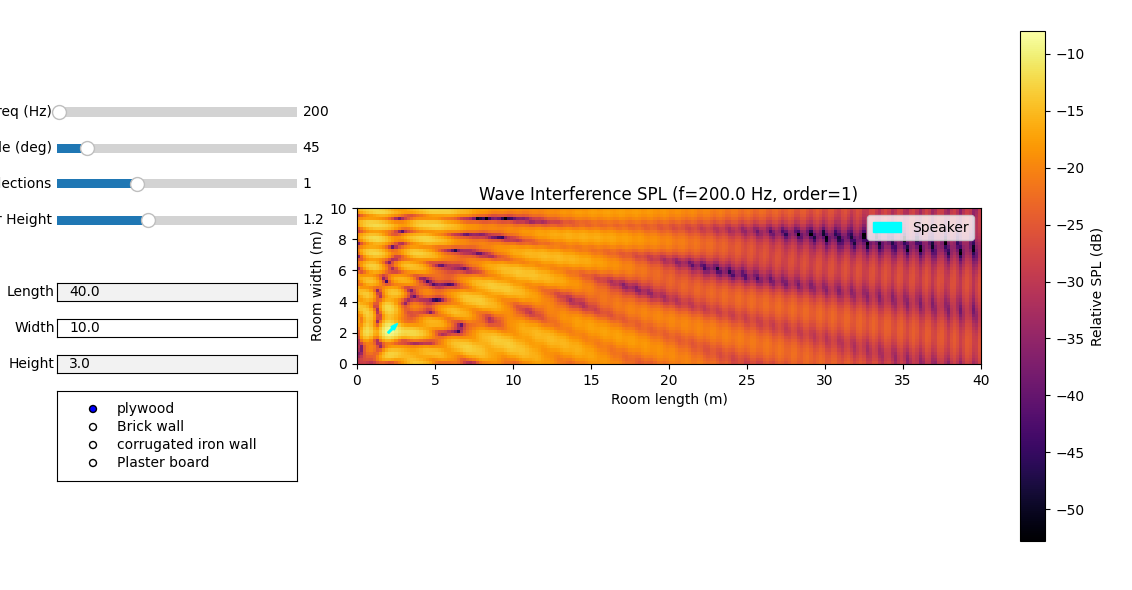 req (Hz) 200
le (deg) 45
lections 1
r Height 1.2
Length 40.0
Width 10.0
Height 3.0
plywood
Brick wall
corrugated iron wall
Plaster board
Wave Interference SPL (f=200.0 Hz, order=1)
Speaker
Room width (m)
10
8
6
4
2
0
0 5 10 15 20 25 30 35 40
Room length (m)
−10
−15
−20
−25
−30
−35
−40
−45
−50
Relative SPL (dB)